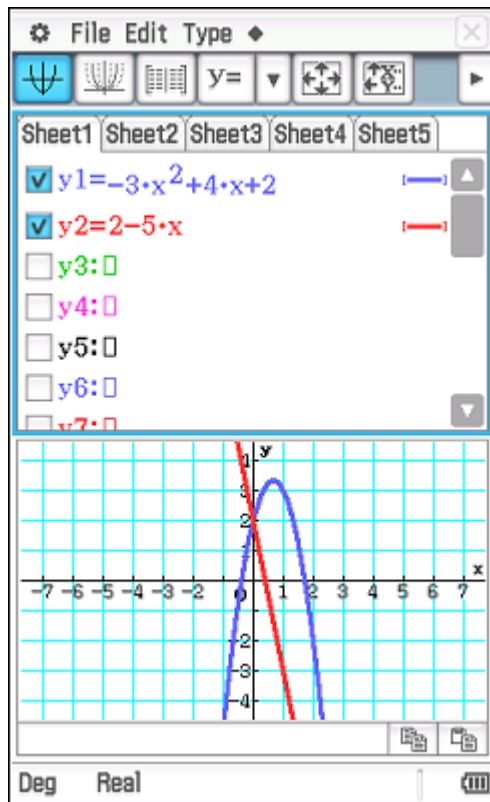 File Edit Type ◆
y=
Sheet1 Sheet2 Sheet3 Sheet4 Sheet5
y1=-3·x²+4·x+2
y2=2-5·x
y3:▯
y4:▯
y5:▯
y6:▯
y7:▯
y
4
3
2
x
-7 -6 -5 -4 -3 -2 0 1 2 3 4 5 6 7
-2
-3
-4
Deg Real